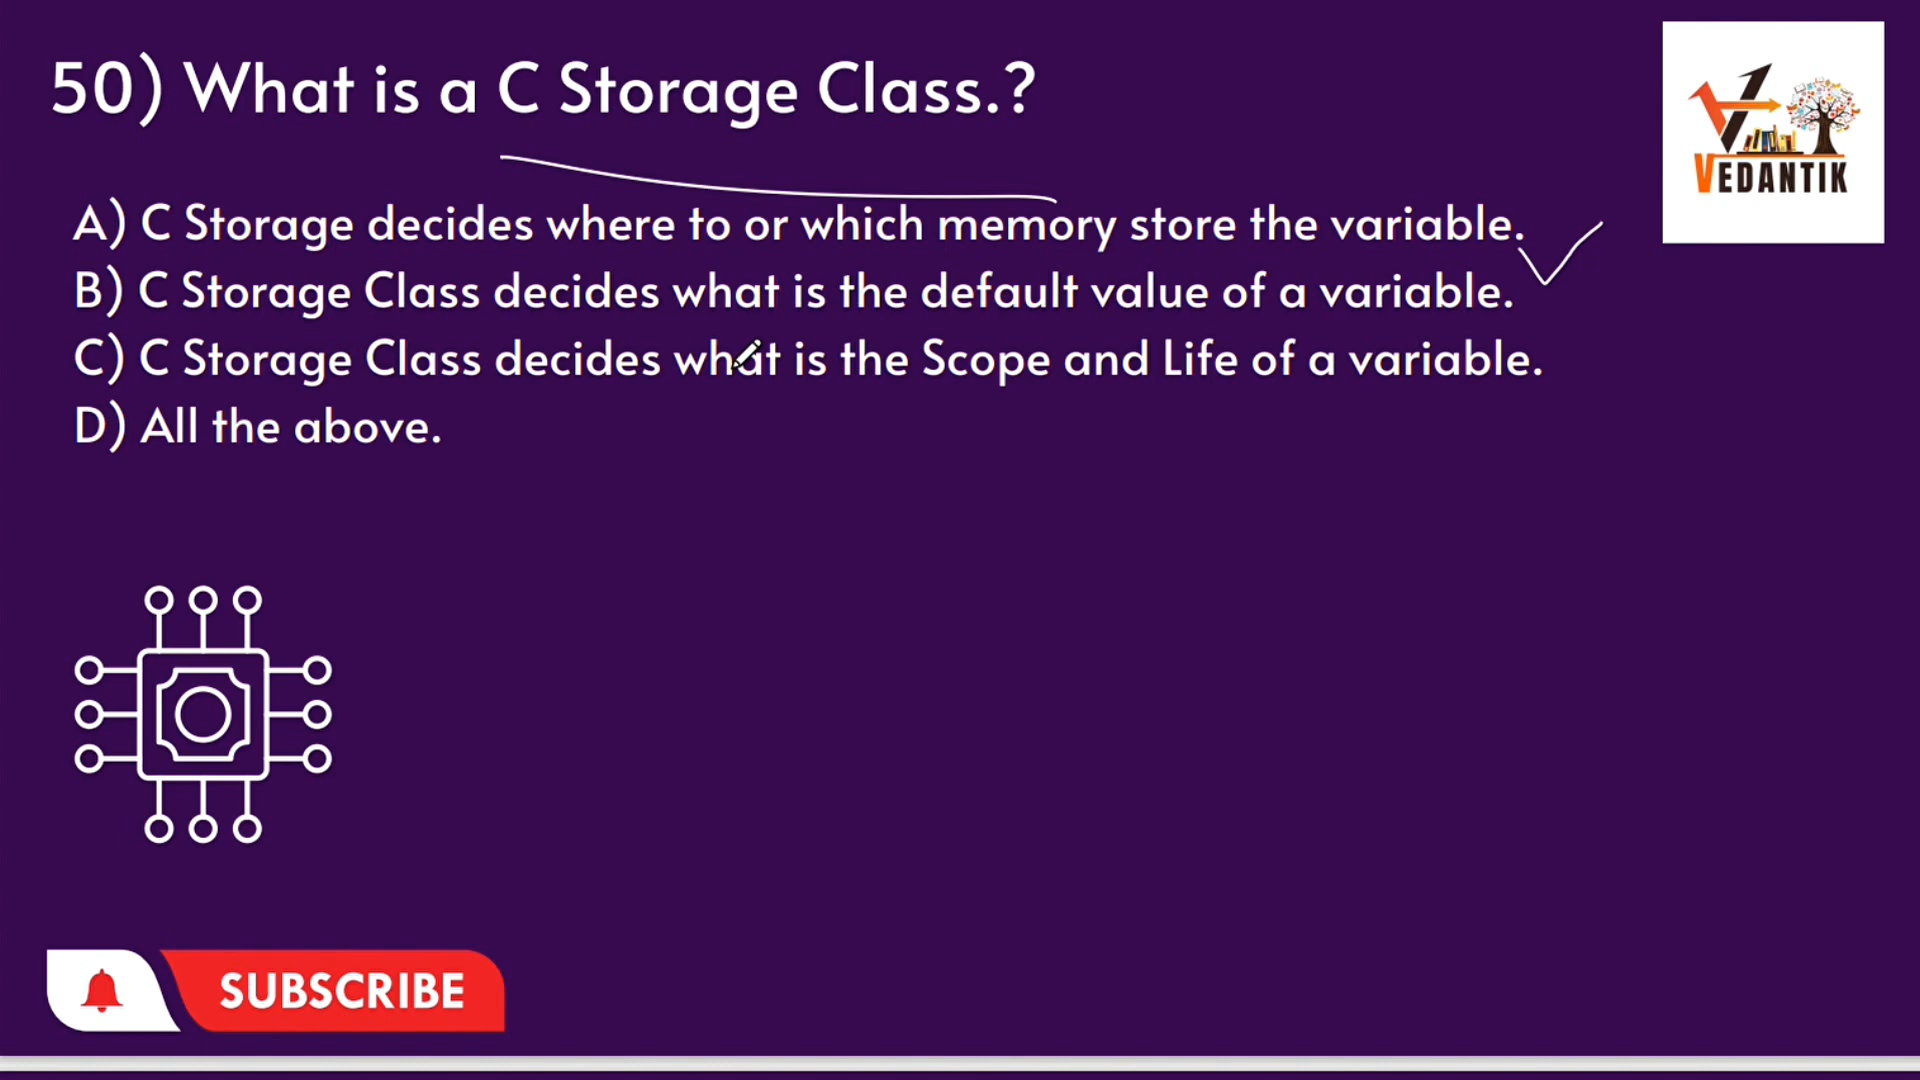 50) What is a C Storage Class.?
VEDANTIK
A) C Storage decides where to or which memory store the variable.
B) C Storage Class decides what is the default value of a variable.
C) C Storage Class decides what is the Scope and Life of a variable.
D) All the above.
SUBSCRIBE